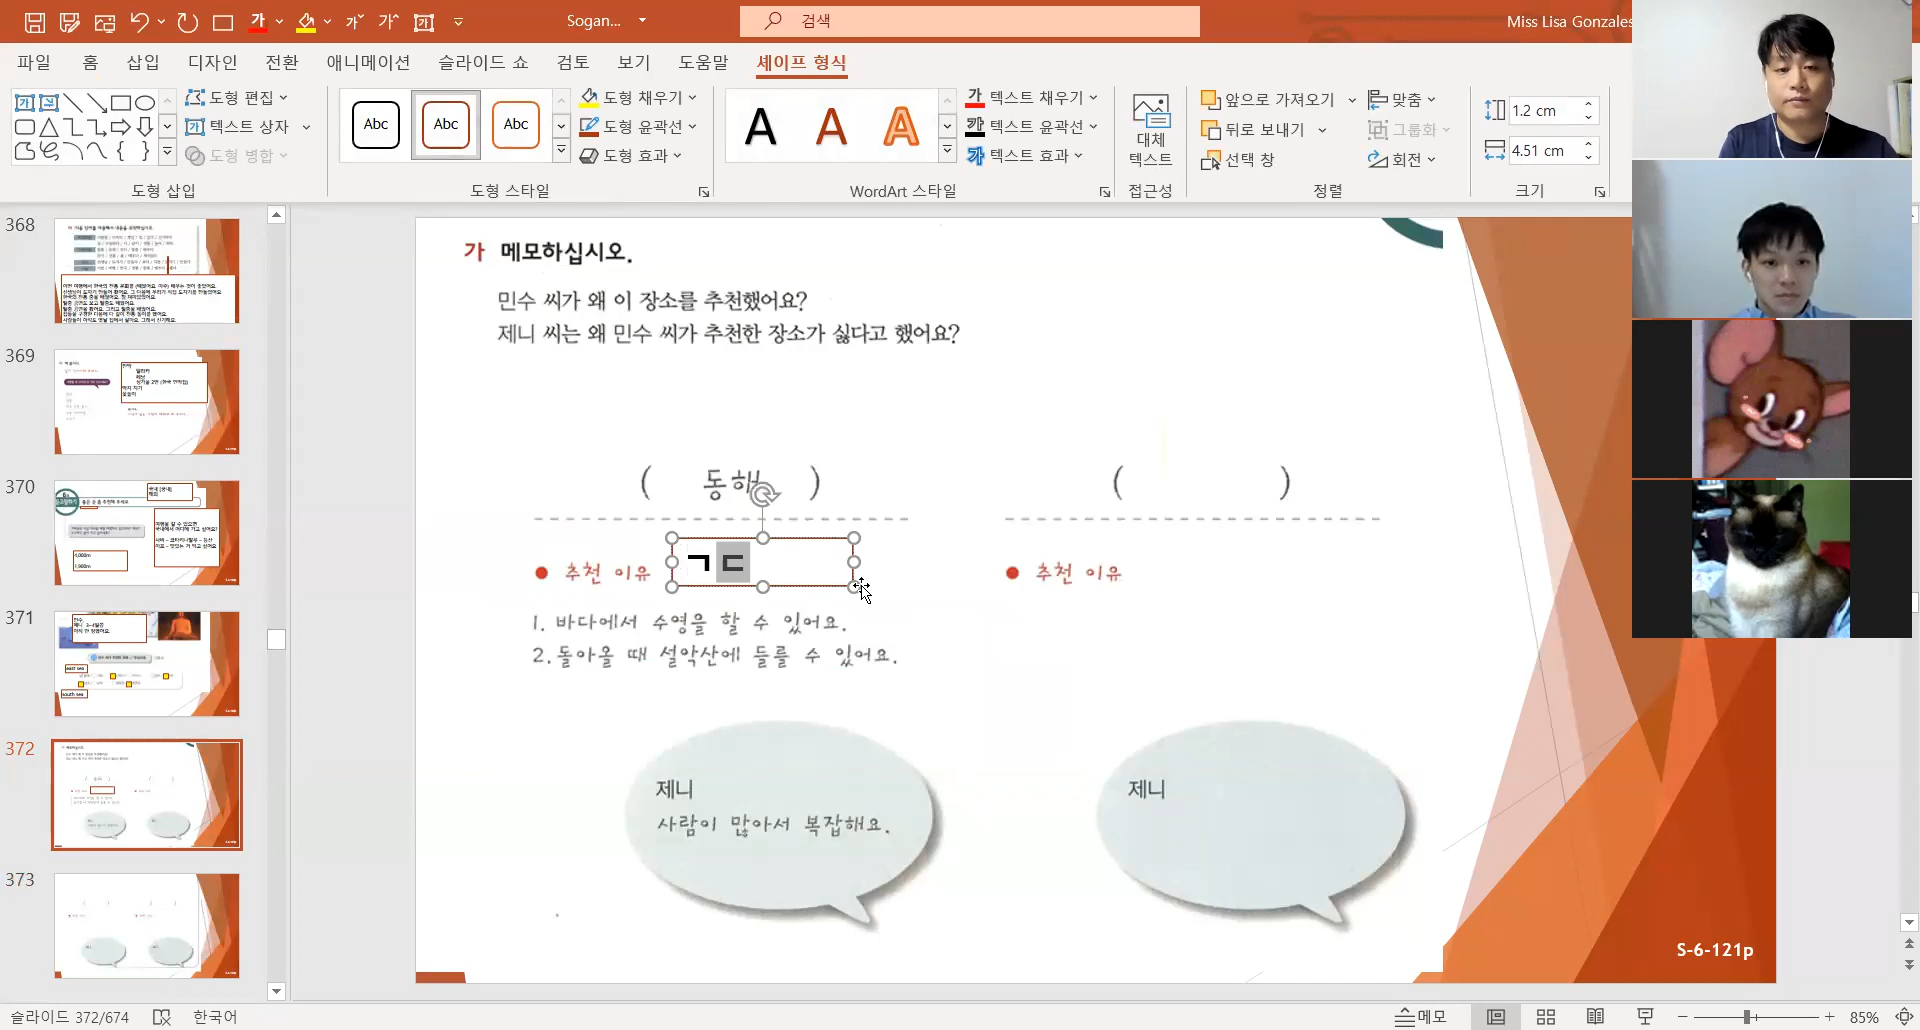 Sogan...
검색
Miss Lisa Gonzales
파일 홈 삽입 디자인 전환 애니메이션 슬라이드 쇼 검토 보기 도움말 셰이프 형식
도형 편집
텍스트 상자
도형 병합
도형 삽입
Abc Abc Abc
도형 채우기
도형 윤곽선
도형 효과
도형 스타일
A A A
텍스트 채우기
텍스트 윤곽선
텍스트 효과
WordArt 스타일
대체
텍스트
접근성
앞으로 가져오기
뒤로 보내기
선택 창
맞춤
그룹화
회전
정렬
1.2 cm
4.51 cm
크기
368
369
370
371
east sea
south sea
372
373
가 메모하십시오.
민수 씨가 왜 이 장소를 추천했어요?
제니 씨는 왜 민수 씨가 추천한 장소가 싫다고 했어요?
( 동해 )
( )
ㄱㄷ
● 추천 이유
● 추천 이유
1. 바다에서 수영을 할 수 있어요.
2. 돌아올 때 설악산에 들를 수 있어요.
제니
사람이 많아서 복잡해요.
제니
S-6-121p
슬라이드 372/674
한국어
메모
85%